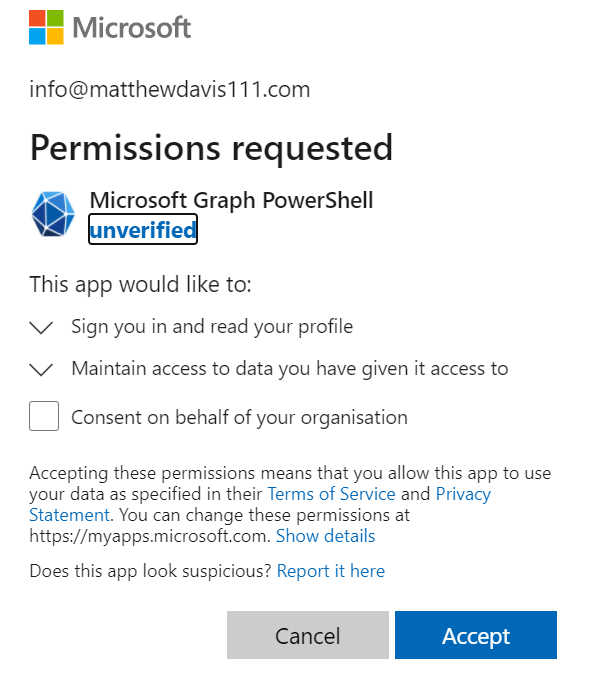 Microsoft
info@matthewdavis111.com
Permissions requested
Microsoft Graph PowerShell
unverified
This app would like to:
Sign you in and read your profile
Maintain access to data you have given it access to
Consent on behalf of your organisation
Accepting these permissions means that you allow this app to use
your data as specified in their Terms of Service and Privacy
Statement. You can change these permissions at
https://myapps.microsoft.com. Show details
Does this app look suspicious? Report it here
Cancel Accept